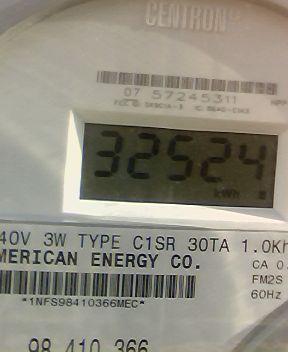 CENTRON®
07 57245311
32524
kWh
40V 3W TYPE C1SR 30TA 1.0Kh
MERICAN ENERGY CO.
CA 0.
FM2S
*1NFS98410366MEC*
60Hz
98 410 366